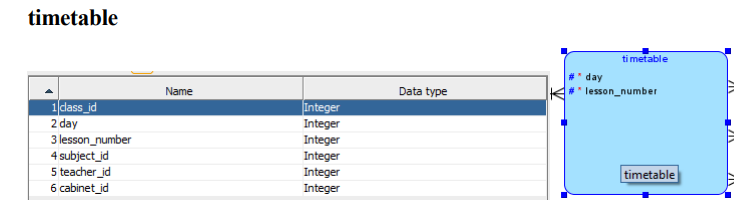 timetable
Name Data type
1 class_id Integer
2 day Integer
3 lesson_number Integer
4 subject_id Integer
5 teacher_id Integer
6 cabinet_id Integer
timetable
# * day
# * lesson_number
timetable